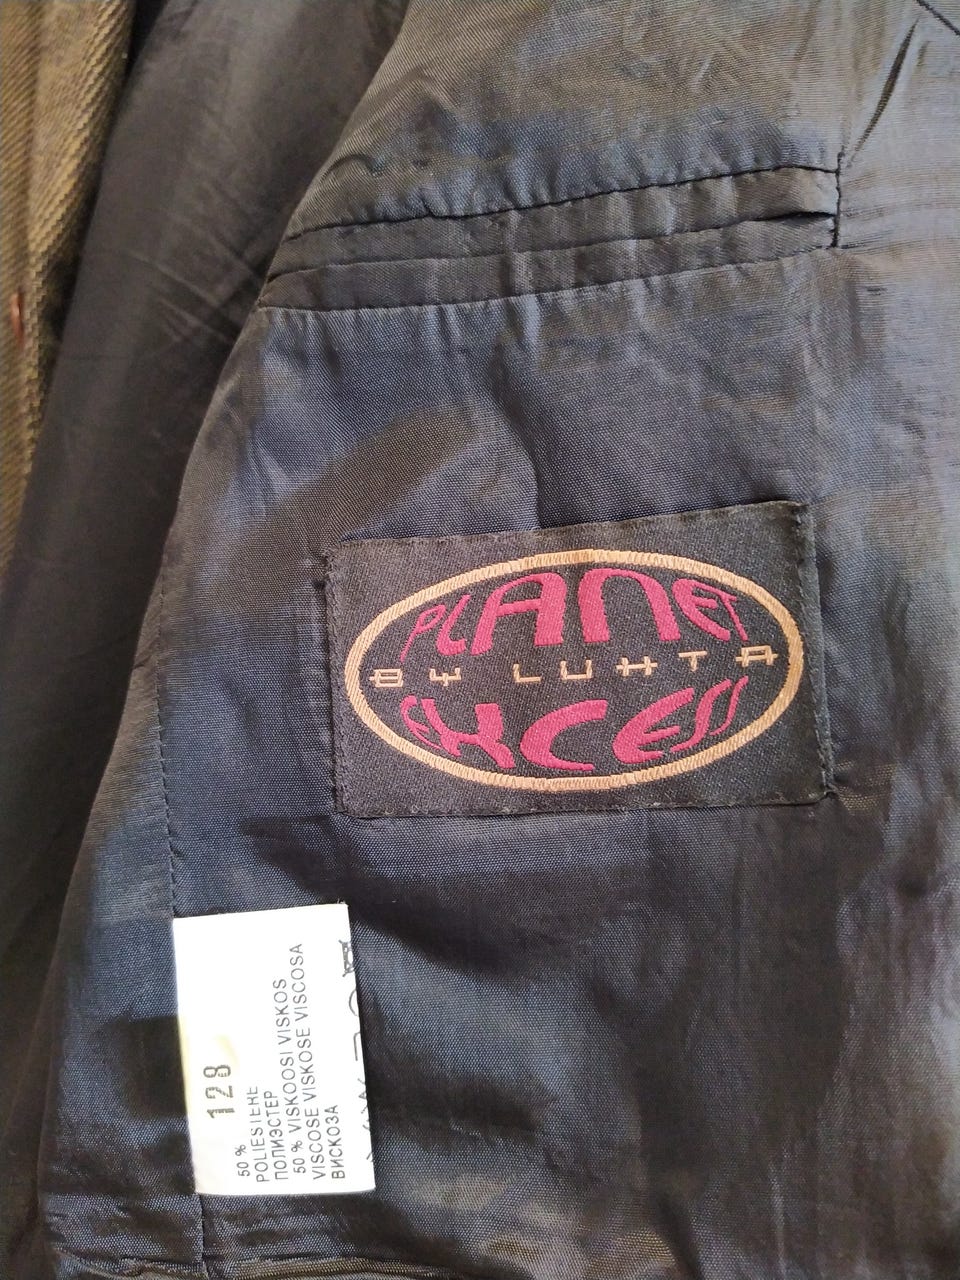 PLANET
BY LUHTA
EXCESS
128
50 %
POLIESTERE
ПОЛИЭСТЕР
50 % VISKOOSI VISKOS
VISCOSE VISKOSE VISCOSA
ВИСКОЗА